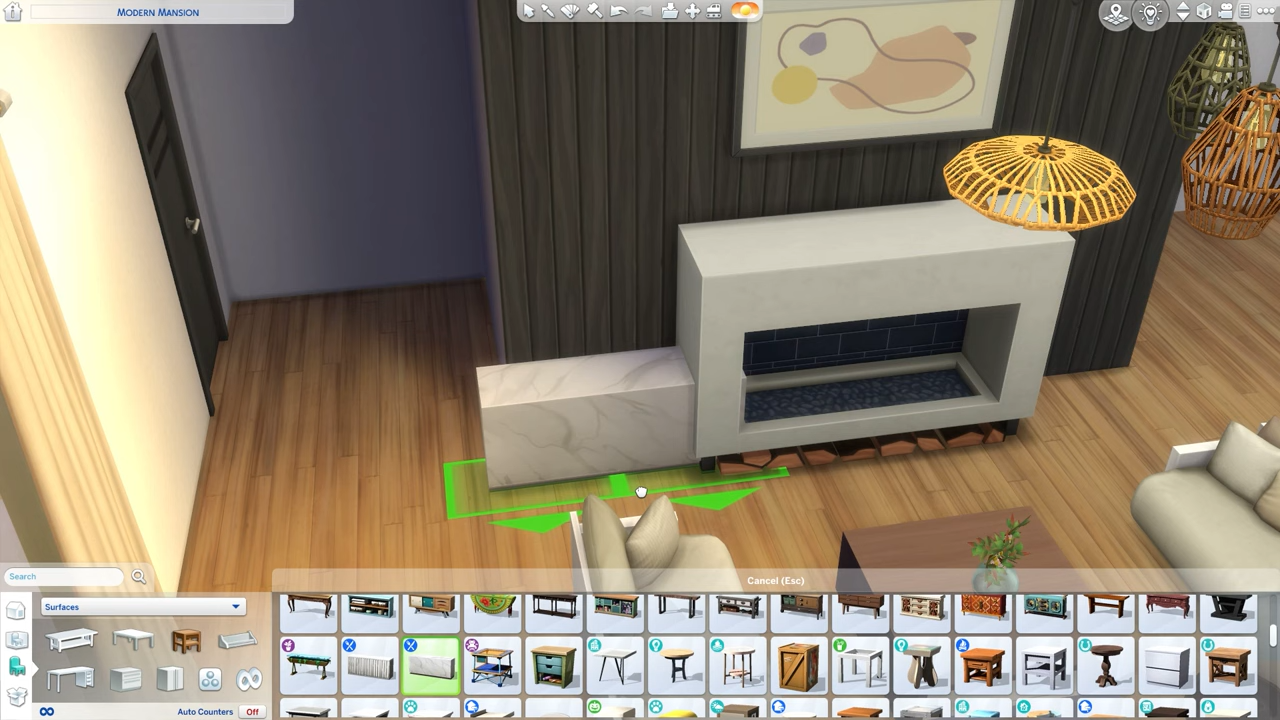 MODERN MANSION
Cancel (Esc)
Search
Surfaces
Auto Counters Off